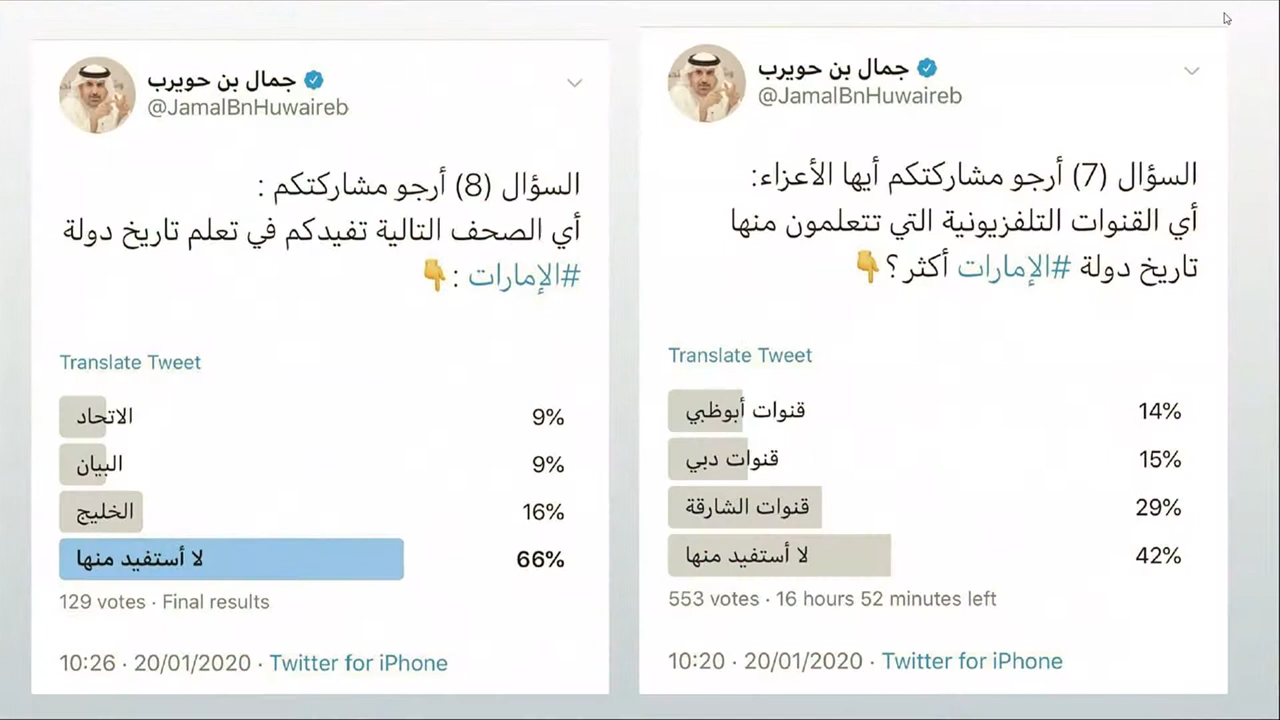 جمال بن حويرب
@JamalBnHuwaireb
السؤال (7) أرجو مشاركتكم أيها الأعزاء:
أي القنوات التلفزيونية التي تتعلمون منها
تاريخ دولة #الإمارات أكثر؟👇
Translate Tweet
قنوات أبوظبي 14%
قنوات دبي 15%
قنوات الشارقة 29%
لا أستفيد منها 42%
553 votes · 16 hours 52 minutes left
10:20 · 20/01/2020 · Twitter for iPhone
جمال بن حويرب
@JamalBnHuwaireb
السؤال (8) أرجو مشاركتكم :
أي الصحف التالية تفيدكم في تعلم تاريخ دولة
#الإمارات :👇
Translate Tweet
الاتحاد 9%
البيان 9%
الخليج 16%
لا أستفيد منها 66%
129 votes · Final results
10:26 · 20/01/2020 · Twitter for iPhone